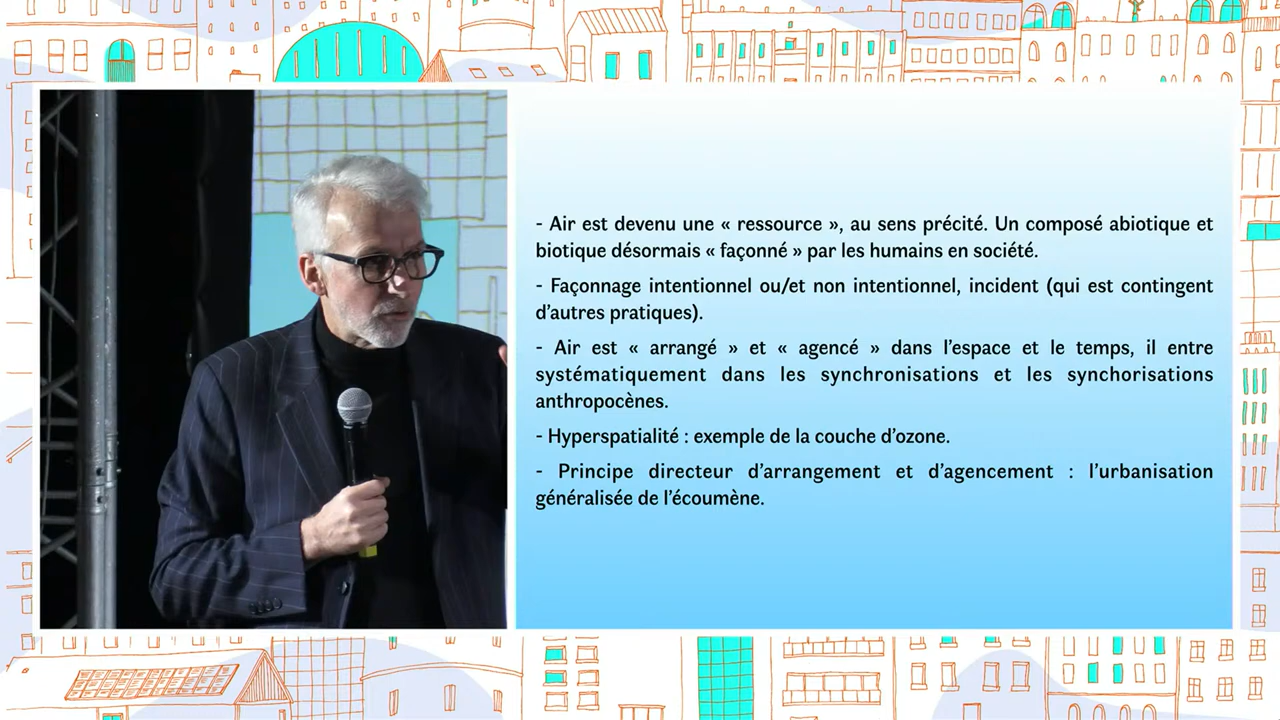 - Air est devenu une « ressource », au sens précité. Un composé abiotique et
biotique désormais « façonné » par les humains en société.
- Façonnage intentionnel ou/et non intentionnel, incident (qui est contingent
d’autres pratiques).
- Air est « arrangé » et « agencé » dans l’espace et le temps, il entre
systématiquement dans les synchronisations et les synchorisations
anthropocènes.
- Hyperspatialité : exemple de la couche d’ozone.
- Principe directeur d’arrangement et d’agencement : l’urbanisation
généralisée de l’écoumène.